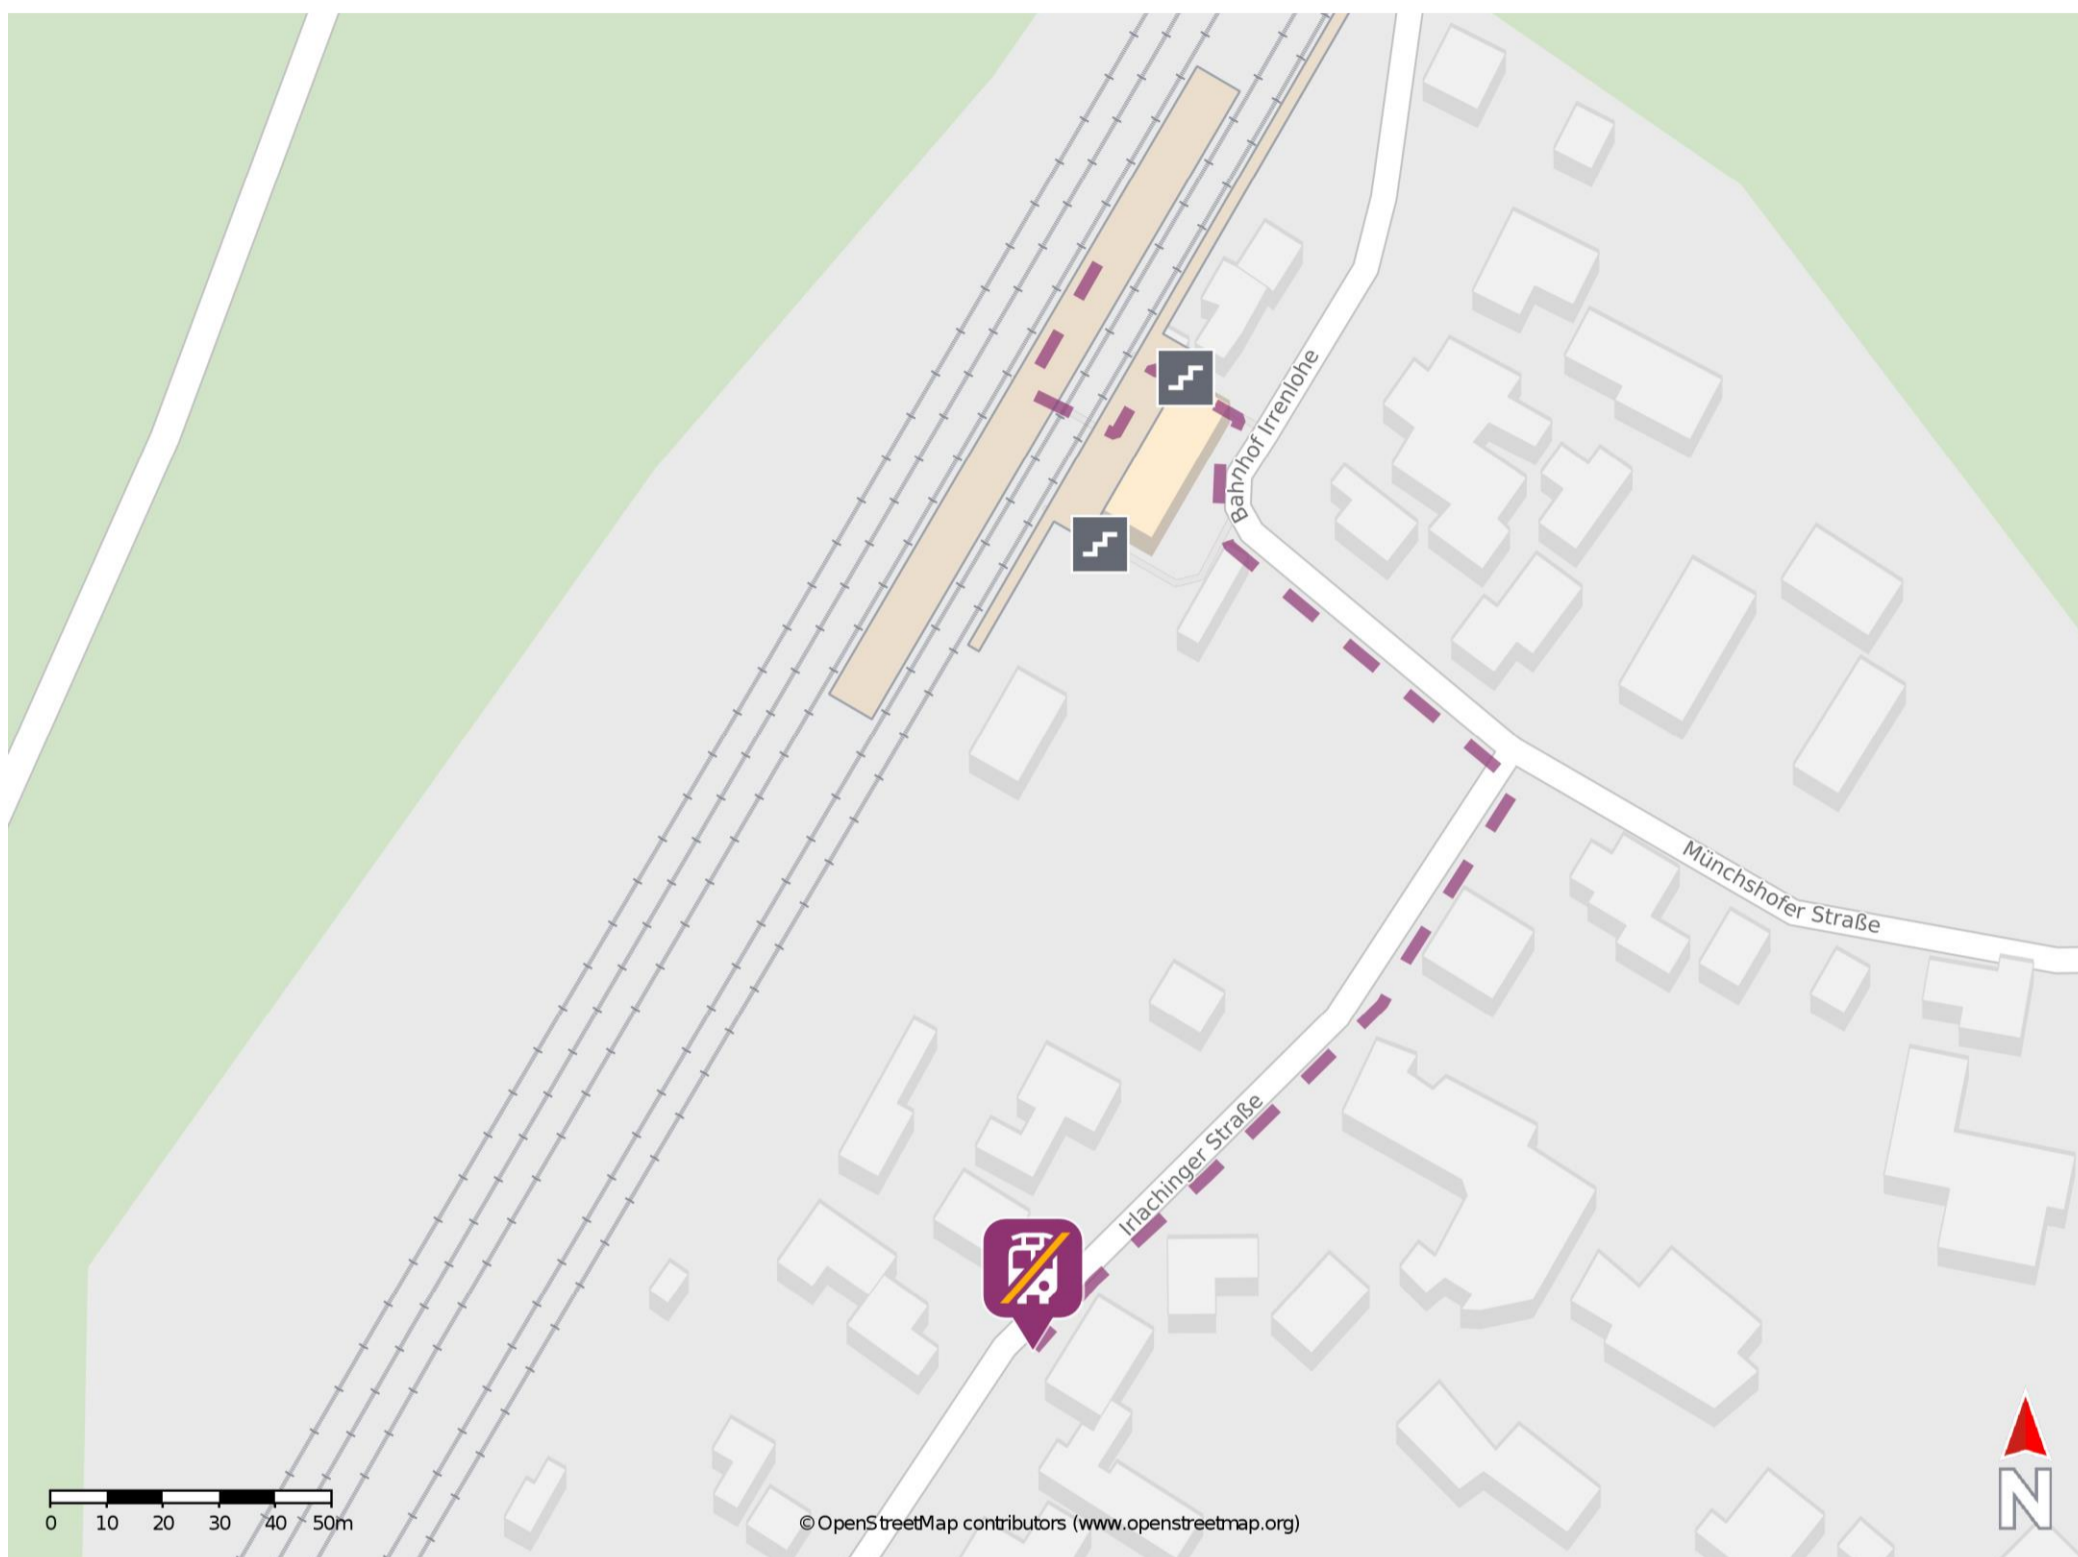 Bahnhof Irrenlohe
Münchshofer Straße
Irlachinger Straße
N
0 10 20 30 40 50m
© OpenStreetMap contributors (www.openstreetmap.org)